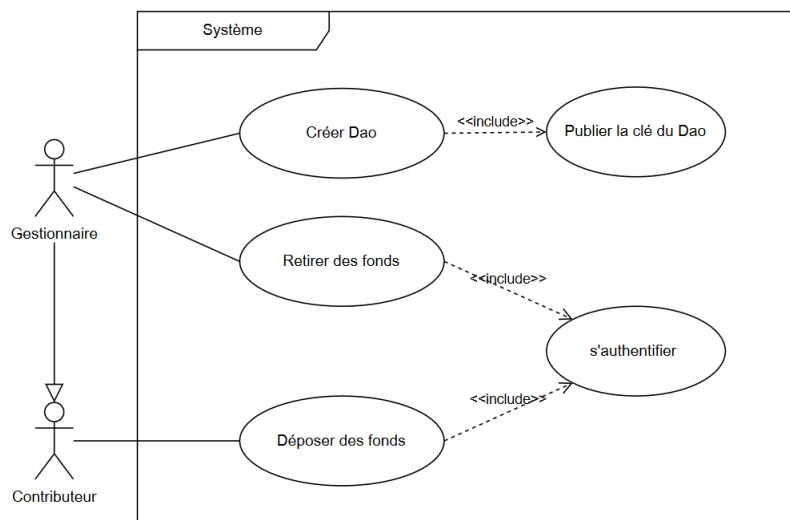 Système
Créer Dao
<<include>>
Publier la clé du Dao
Gestionnaire
Retirer des fonds
<<include>>
s'authentifier
<<include>>
Déposer des fonds
Contributeur